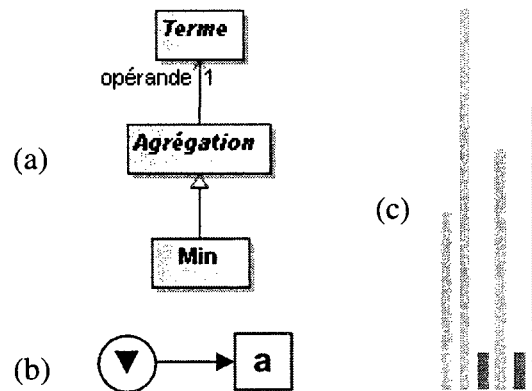 Terme
opérande 1
Agrégation
(a)
(c)
Min
(b)
a